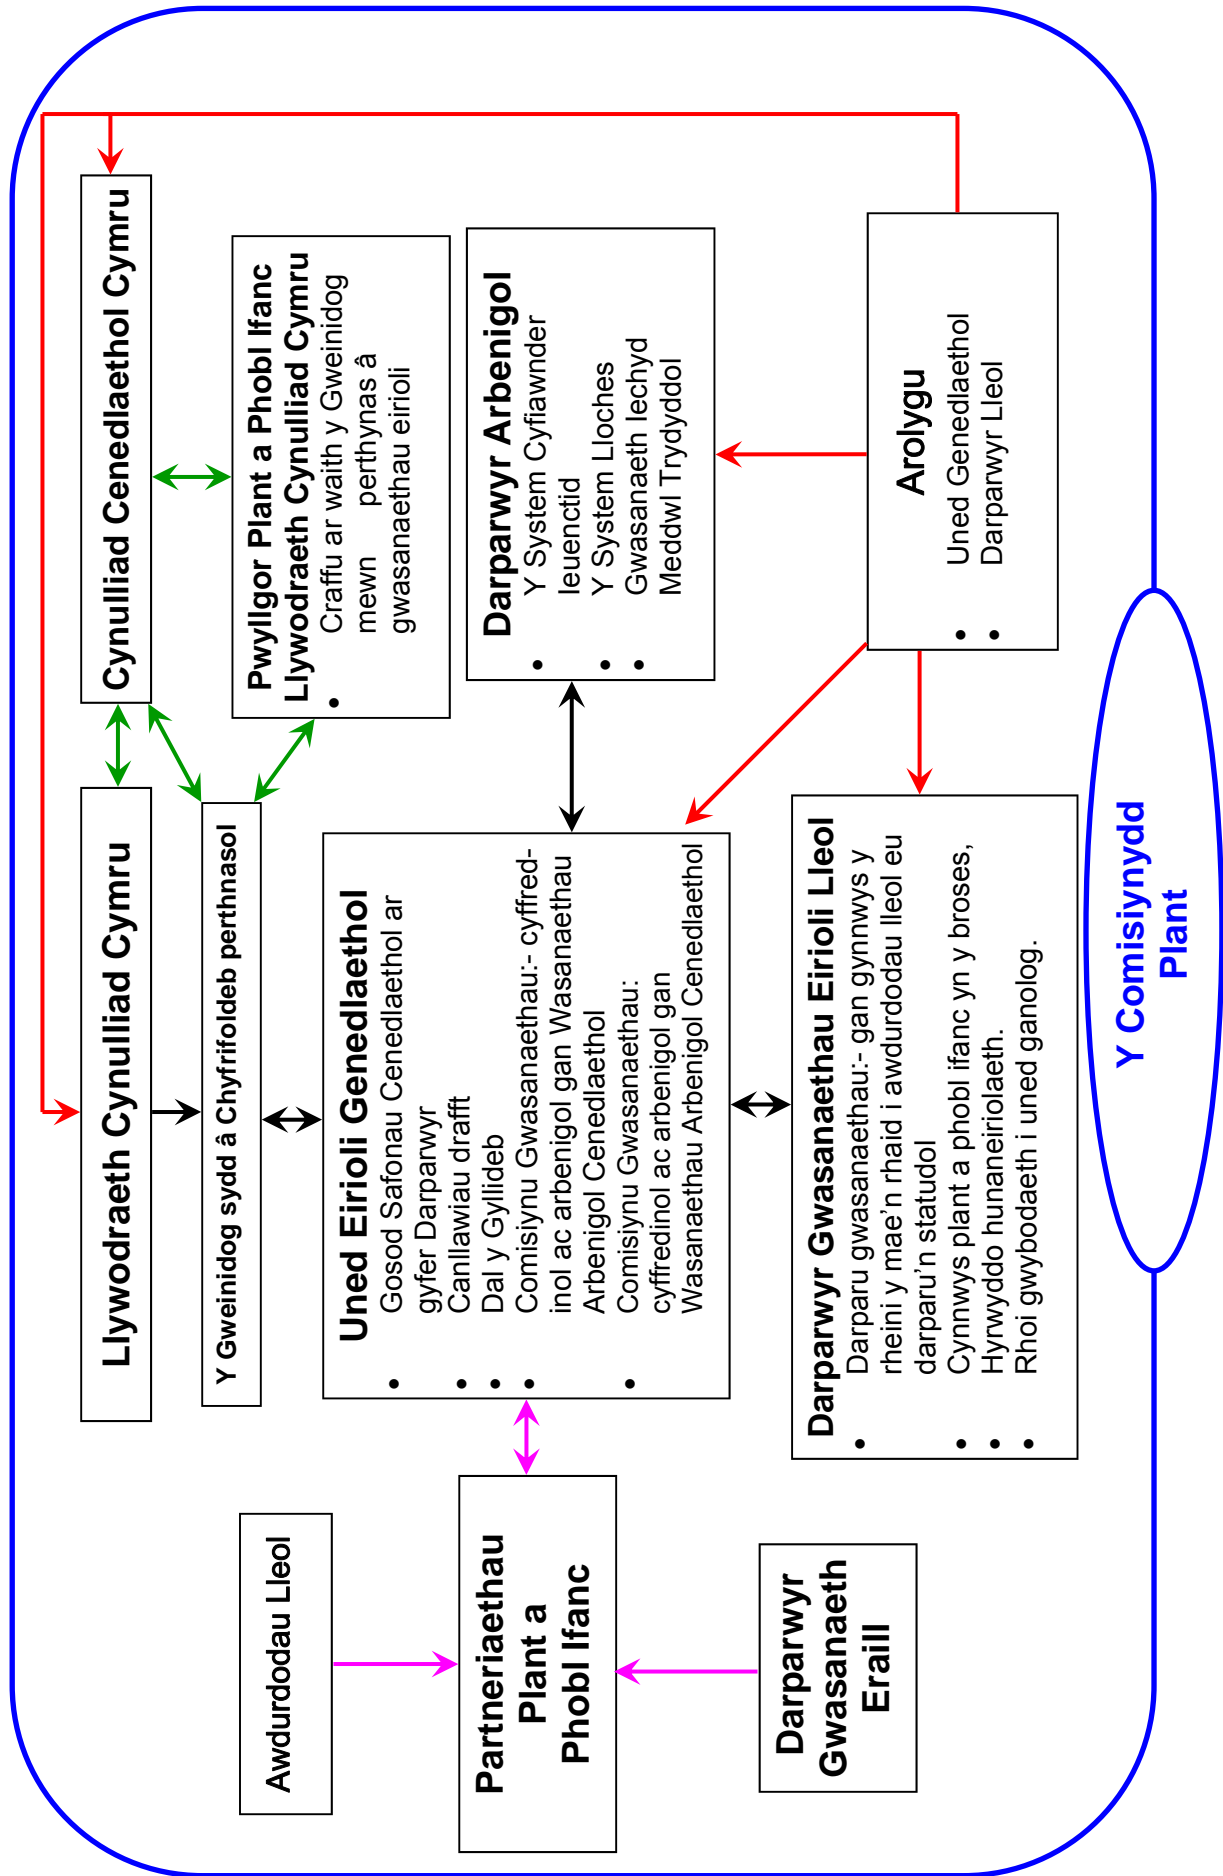 Llywodraeth Cynulliad Cymru
Cynulliad Cenedlaethol Cymru
Y Gweinidog sydd â Chyfrifoldeb perthnasol
Pwyllgor Plant a Phobl Ifanc
Llywodraeth Cynulliad Cymru
• Craffu ar waith y Gweinidog
mewn perthynas â
gwasanaethau eirioli
Awdurdodau Lleol
Partneriaethau
Plant a
Phobl Ifanc
Darparwyr
Gwasanaeth
Eraill
Uned Eirioli Genedlaethol
• Gosod Safonau Cenedlaethol ar
gyfer Darparwyr
• Canllawiau drafft
• Dal y Gyllideb
• Comisiynu Gwasanaethau:- cyffred-
inol ac arbenigol gan Wasanaethau
Arbenigol Cenedlaethol
• Comisiynu Gwasanaethau:
cyffredinol ac arbenigol gan
Wasanaethau Arbenigol Cenedlaethol
Darparwyr Arbenigol
• Y System Cyfiawnder
Ieuenctid
• Y System Lloches
• Gwasanaeth Iechyd
Meddwl Trydyddol
Darparwyr Gwasanaethau Eirioli Lleol
• Darparu gwasanaethau:- gan gynnwys y
rheini y mae'n rhaid i awdurdodau lleol eu
darparu'n statudol
• Cynnwys plant a phobl ifanc yn y broses,
• Hyrwyddo hunaneiriolaeth.
• Rhoi gwybodaeth i uned ganolog.
Arolygu
• Uned Genedlaethol
• Darparwyr Lleol
Y Comisiynydd
Plant